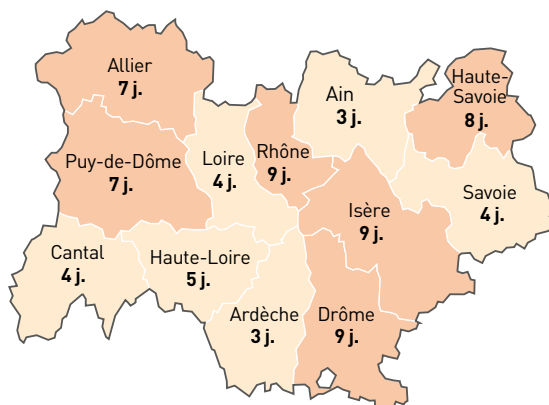 Allier
7 j.
Ain
3 j.
Haute-
Savoie
8 j.
Puy-de-Dôme
7 j.
Loire
4 j.
Rhône
9 j.
Savoie
4 j.
Isère
9 j.
Cantal
4 j.
Haute-Loire
5 j.
Ardèche
3 j.
Drôme
9 j.